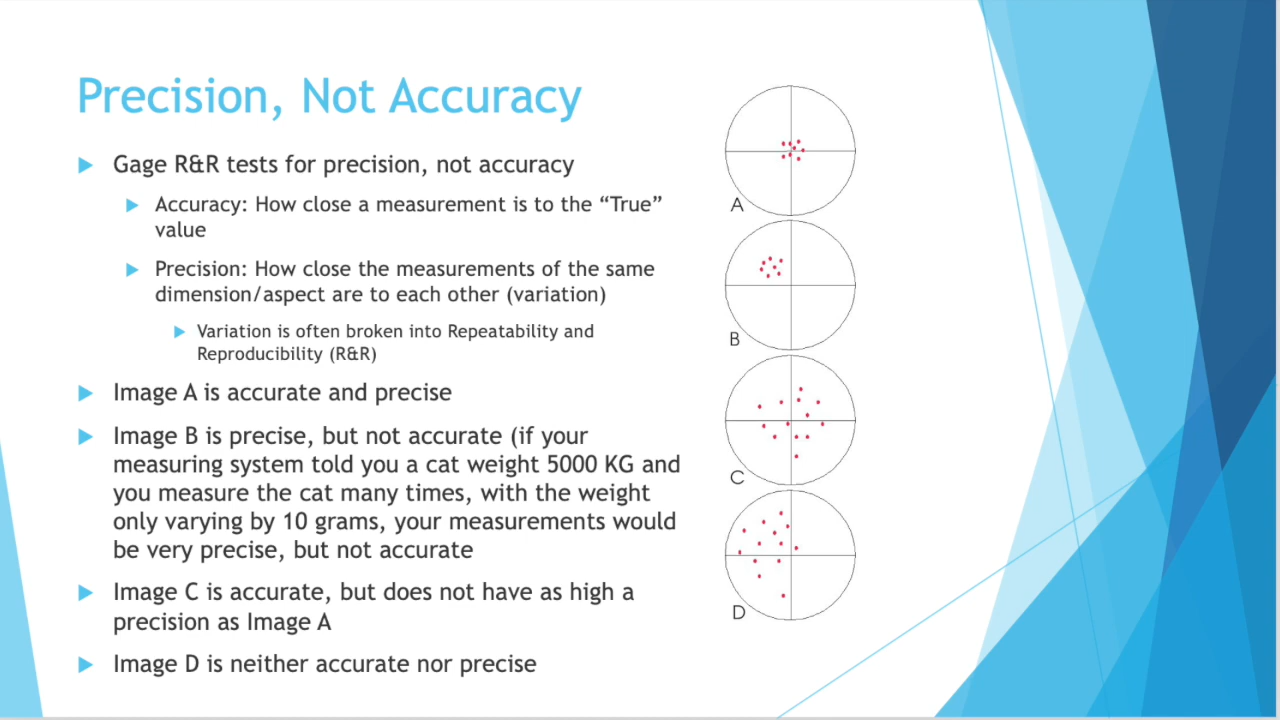 Precision, Not Accuracy
Gage R&R tests for precision, not accuracy
Accuracy: How close a measurement is to the “True”
value
Precision: How close the measurements of the same
dimension/aspect are to each other (variation)
Variation is often broken into Repeatability and
Reproducibility (R&R)
Image A is accurate and precise
Image B is precise, but not accurate (if your
measuring system told you a cat weight 5000 KG and
you measure the cat many times, with the weight
only varying by 10 grams, your measurements would
be very precise, but not accurate
Image C is accurate, but does not have as high a
precision as Image A
Image D is neither accurate nor precise
A
B
C
D